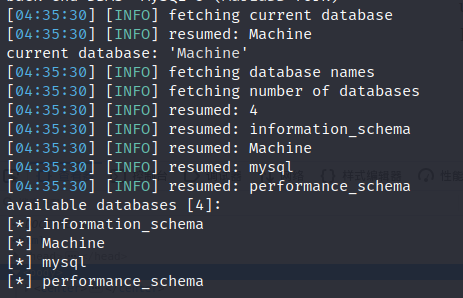 [04:35:30] [INFO] fetching current database
[04:35:30] [INFO] resumed: Machine
current database: 'Machine'
[04:35:30] [INFO] fetching database names
[04:35:30] [INFO] fetching number of databases
[04:35:30] [INFO] resumed: 4
[04:35:30] [INFO] resumed: information_schema
[04:35:30] [INFO] resumed: Machine
[04:35:30] [INFO] resumed: mysql
[04:35:30] [INFO] resumed: performance_schema
available databases [4]:
[*] information_schema
[*] Machine
[*] mysql
[*] performance_schema